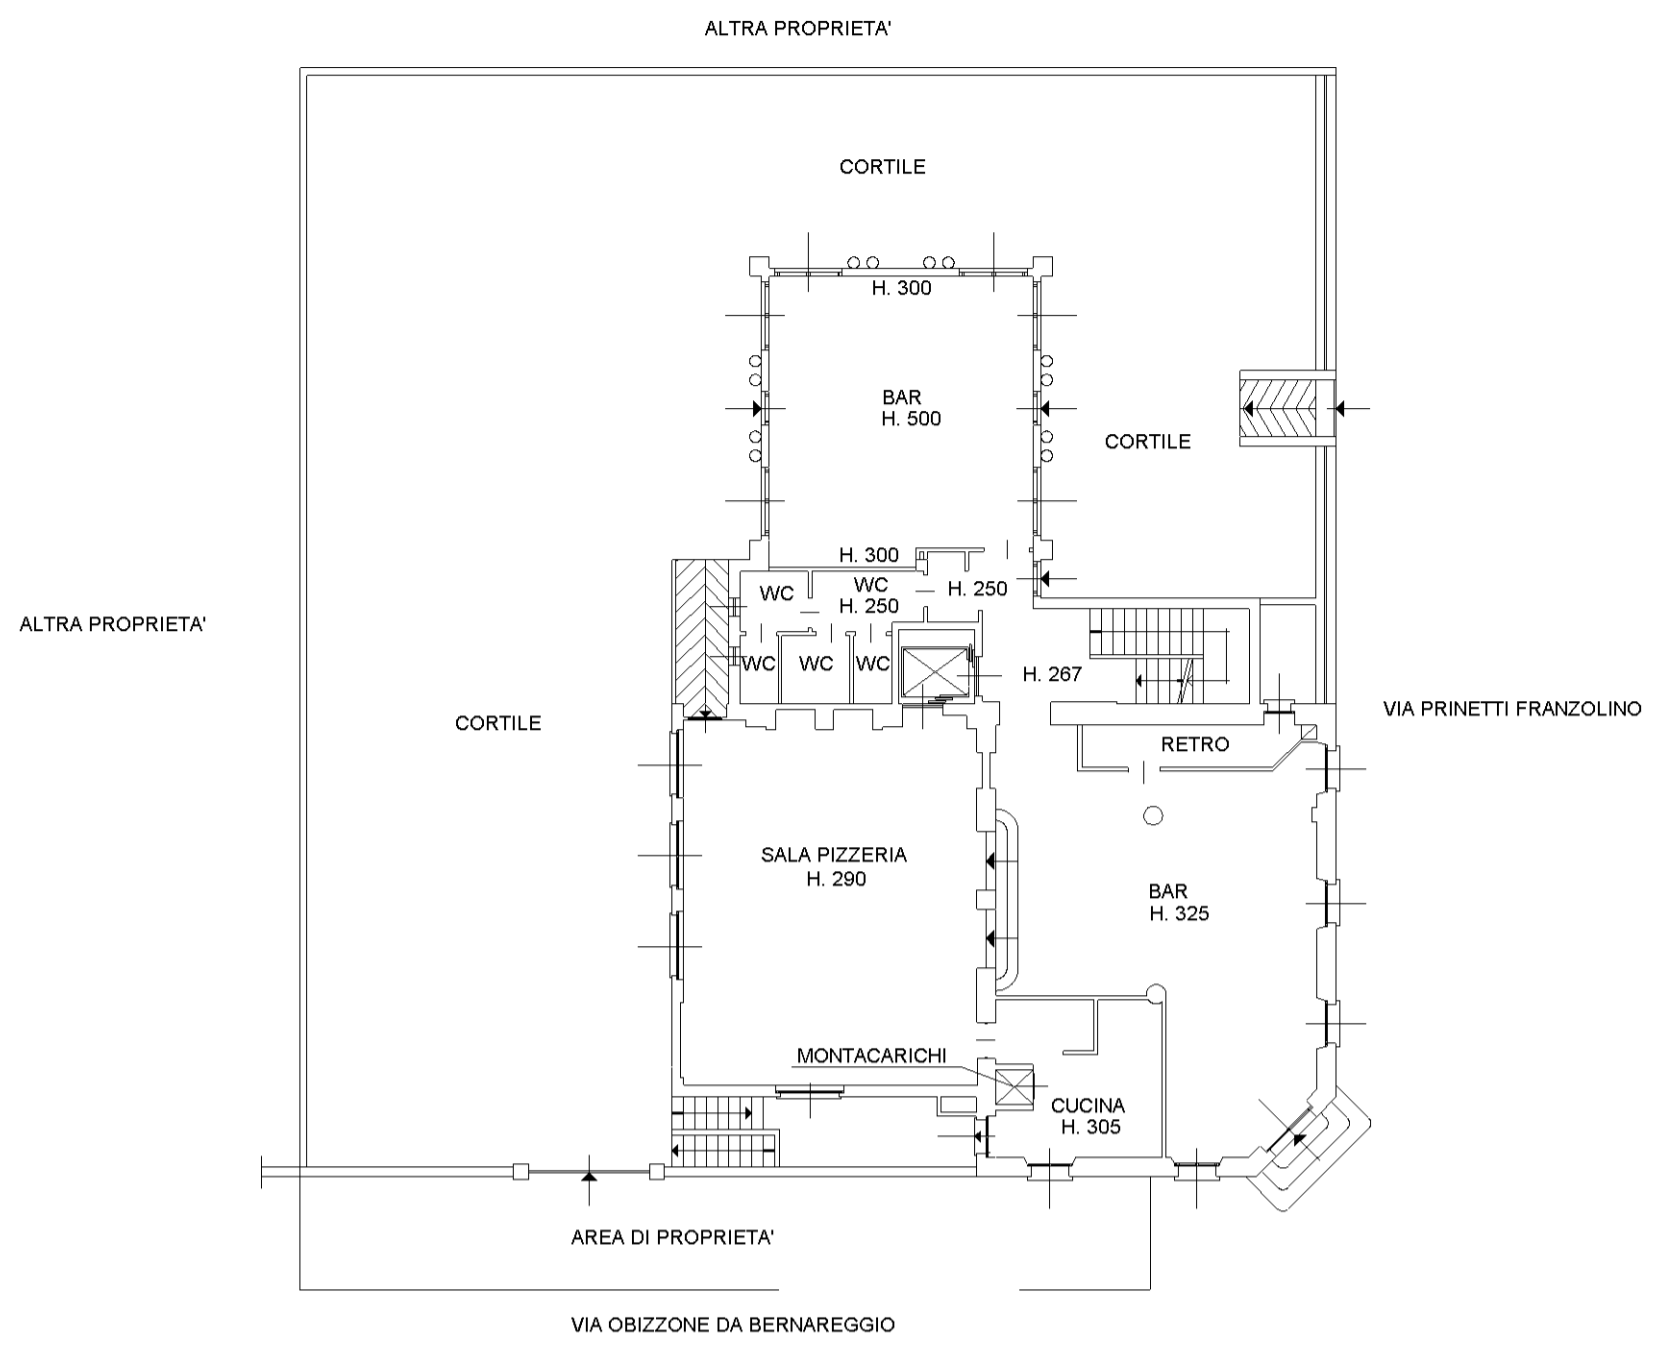 ALTRA PROPRIETA'
CORTILE
H. 300
BAR
H. 500
CORTILE
H. 300
WC
WC
H. 250
H. 250
ALTRA PROPRIETA'
WC
WC
WC
H. 267
CORTILE
VIA PRINETTI FRANZOLINO
RETRO
SALA PIZZERIA
H. 290
BAR
H. 325
MONTACARICHI
CUCINA
H. 305
AREA DI PROPRIETA'
VIA OBIZZONE DA BERNAREGGIO